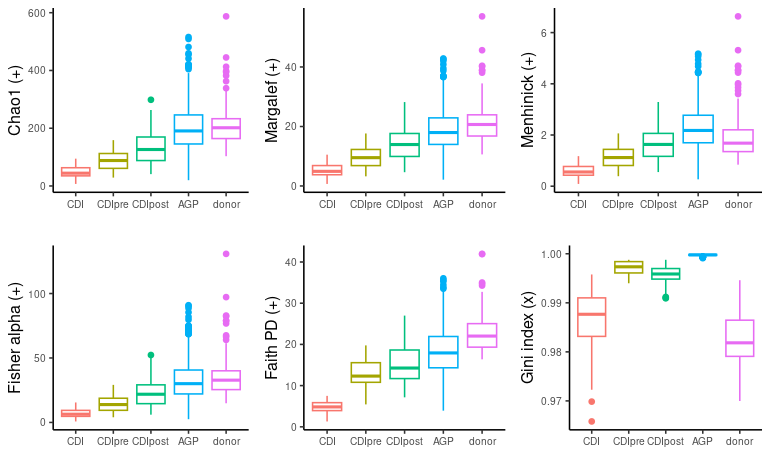 Chao1 (+)
600
400
200
0
CDI CDIpre CDIpost AGP donor
Margalef (+)
40
20
0
CDI CDIpre CDIpost AGP donor
Menhinick (+)
6
4
2
0
CDI CDIpre CDIpost AGP donor
Fisher alpha (+)
100
50
0
CDI CDIpre CDIpost AGP donor
Faith PD (+)
40
30
20
10
0
CDI CDIpre CDIpost AGP donor
Gini index (x)
1.00
0.99
0.98
0.97
CDI CDIpre CDIpost AGP donor